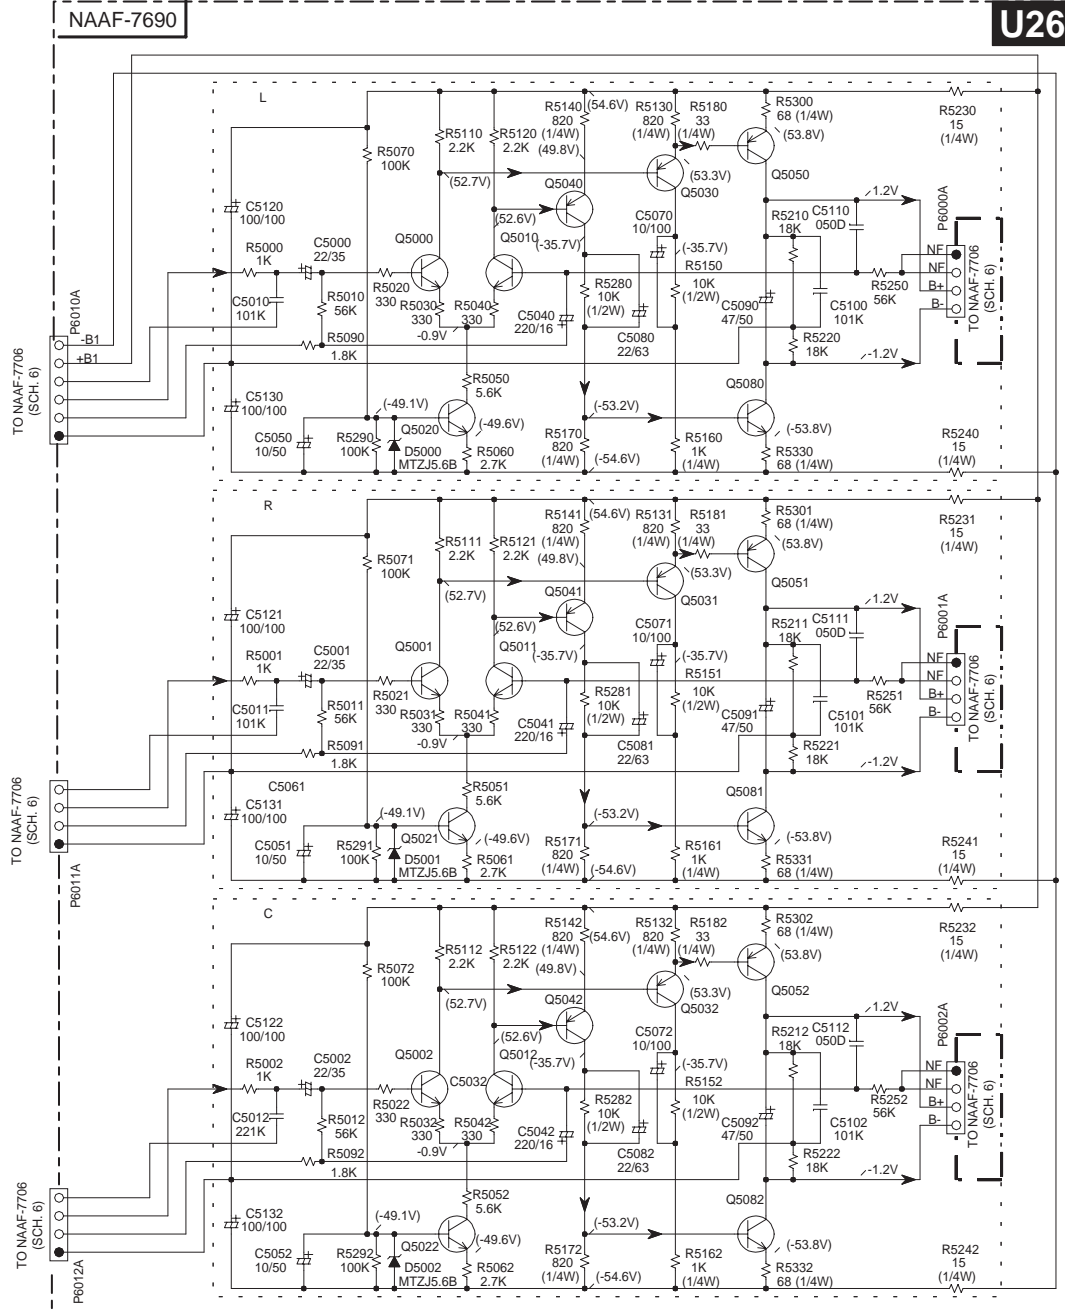 NAAF-7690
U26
L
R5140
820
(1/4W)
(49.8V)
(54.6V)
R5130
820
(1/4W)
R5180
33
(1/4W)
R5300
68 (1/4W)
(53.8V)
R5230
15
(1/4W)
R5070
100K
R5110
2.2K
R5120
2.2K
(52.7V)
Q5040
(53.3V)
Q5030
Q5050
1.2V
P6000A
C5120
100/100
(52.6V)
C5070
10/100
R5210
18K
C5110
050D
R5000
1K
C5000
22/35
Q5000
Q5010
(-35.7V)
(-35.7V)
R5150
10K
(1/2W)
NF
NF
B+
B-
TO NAAF-7706
(SCH. 6)
R5020
330
R5280
10K
(1/2W)
R5250
56K
P6010A
C5010
101K
R5010
56K
R5030
330
R5040
330
-0.9V
C5040
220/16
C5080
22/63
C5090
47/50
C5100
101K
-B1
+B1
R5090
1.8K
R5220
18K
-1.2V
TO NAAF-7706
(SCH. 6)
R5050
5.6K
Q5080
C5130
100/100
(-49.1V)
Q5020
(-49.6V)
(-53.2V)
(-53.8V)
C5050
10/50
R5290
100K
D5000
MTZJ5.6B
R5060
2.7K
R5170
820
(1/4W)
(-54.6V)
R5160
1K
(1/4W)
R5330
68 (1/4W)
R5240
15
(1/4W)
R
R5141
820
(1/4W)
(49.8V)
(54.6V)
R5131
820
(1/4W)
R5181
33
(1/4W)
R5301
68 (1/4W)
(53.8V)
R5231
15
(1/4W)
R5071
100K
R5111
2.2K
R5121
2.2K
(52.7V)
Q5041
(53.3V)
Q5031
Q5051
1.2V
P6001A
C5121
100/100
(52.6V)
C5071
10/100
R5211
18K
C5111
050D
R5001
1K
C5001
22/35
Q5001
Q5011
(-35.7V)
(-35.7V)
R5151
10K
(1/2W)
NF
NF
B+
B-
TO NAAF-7706
(SCH. 6)
R5021
330
R5281
10K
(1/2W)
R5251
56K
C5011
101K
R5011
56K
R5031
330
R5041
330
-0.9V
C5041
220/16
C5081
22/63
C5091
47/50
C5101
101K
R5091
1.8K
R5221
18K
-1.2V
C5061
R5051
5.6K
Q5081
TO NAAF-7706
(SCH. 6)
C5131
100/100
(-49.1V)
Q5021
(-49.6V)
(-53.2V)
(-53.8V)
C5051
10/50
R5291
100K
D5001
MTZJ5.6B
R5061
2.7K
R5171
820
(1/4W)
(-54.6V)
R5161
1K
(1/4W)
R5331
68 (1/4W)
R5241
15
(1/4W)
P6011A
C
R5142
820
(1/4W)
(49.8V)
(54.6V)
R5132
820
(1/4W)
R5182
33
(1/4W)
R5302
68 (1/4W)
(53.8V)
R5232
15
(1/4W)
R5072
100K
R5112
2.2K
R5122
2.2K
(52.7V)
Q5042
(53.3V)
Q5032
Q5052
1.2V
P6002A
C5122
100/100
(52.6V)
C5072
10/100
R5212
18K
C5112
050D
R5002
1K
C5002
22/35
Q5002
C5032
Q5012
(-35.7V)
(-35.7V)
R5152
10K
(1/2W)
NF
NF
B+
B-
TO NAAF-7706
(SCH. 6)
R5022
330
R5282
10K
(1/2W)
R5252
56K
C5012
221K
R5012
56K
R5032
330
R5042
330
-0.9V
C5042
220/16
C5082
22/63
C5092
47/50
C5102
101K
R5092
1.8K
R5222
18K
-1.2V
R5052
5.6K
Q5082
TO NAAF-7706
(SCH. 6)
C5132
100/100
(-49.1V)
Q5022
(-49.6V)
(-53.2V)
(-53.8V)
C5052
10/50
R5292
100K
D5002
MTZJ5.6B
R5062
2.7K
R5172
820
(1/4W)
(-54.6V)
R5162
1K
(1/4W)
R5332
68 (1/4W)
R5242
15
(1/4W)
P6012A